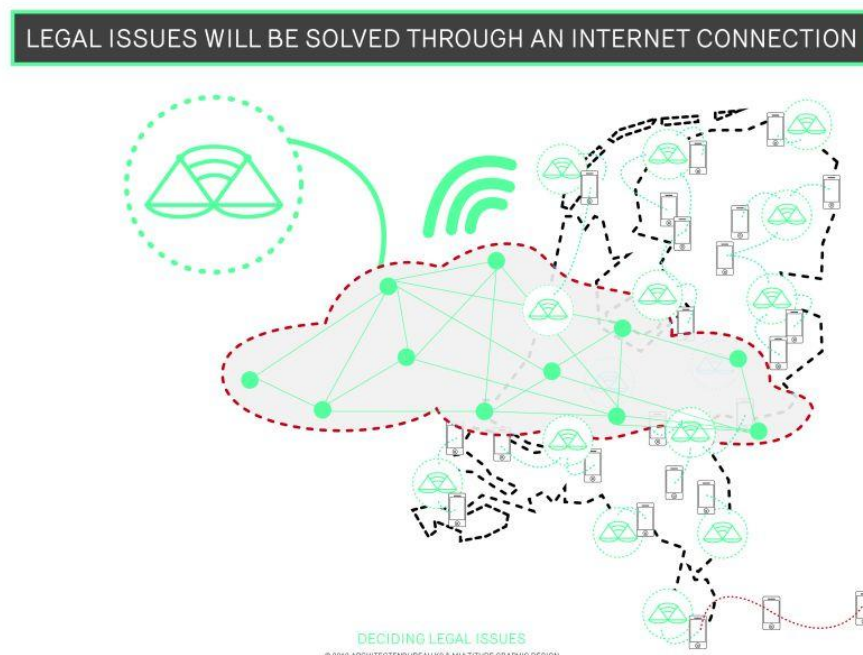 LEGAL ISSUES WILL BE SOLVED THROUGH AN INTERNET CONNECTION
DECIDING LEGAL ISSUES